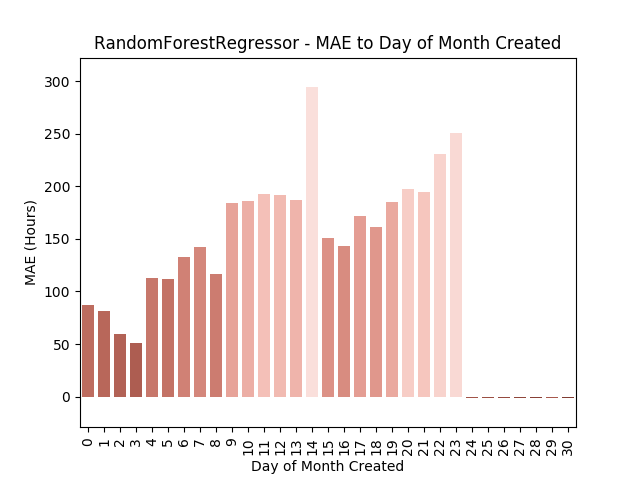 RandomForestRegressor - MAE to Day of Month Created
MAE (Hours)
300
250
200
150
100
50
0
0 1 2 3 4 5 6 7 8 9 10 11 12 13 14 15 16 17 18 19 20 21 22 23 24 25 26 27 28 29 30
Day of Month Created